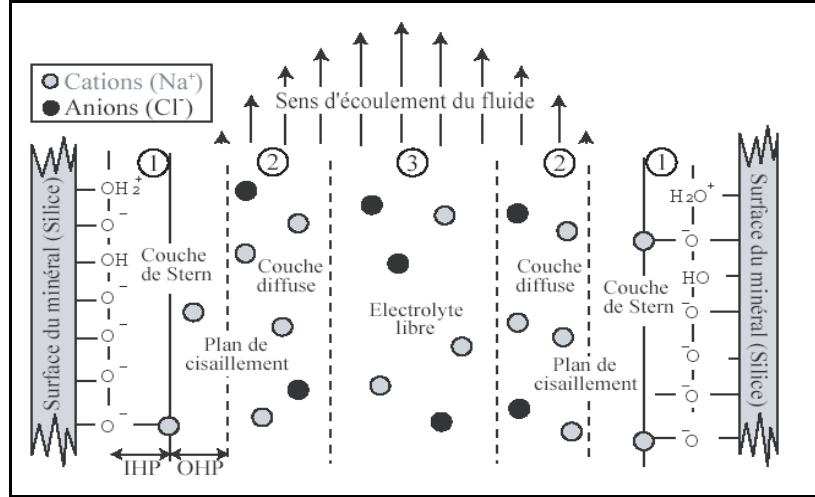 Cations (Na⁺)
Anions (Cl⁻)
Sens d'écoulement du fluide
1
2
3
2
1
Surface du minéral (Silice)
OH₂⁺
O⁻
OH
O⁻
O⁻
O⁻
O⁻
Couche
de Stern
Couche
diffuse
Plan de
cisaillement
Electrolyte
libre
Couche
diffuse
Plan de
cisaillement
Couche
de Stern
H₂O⁺
⁻O
HO
⁻O
⁻O
⁻O
⁻O
Surface du minéral (Silice)
IHP
OHP